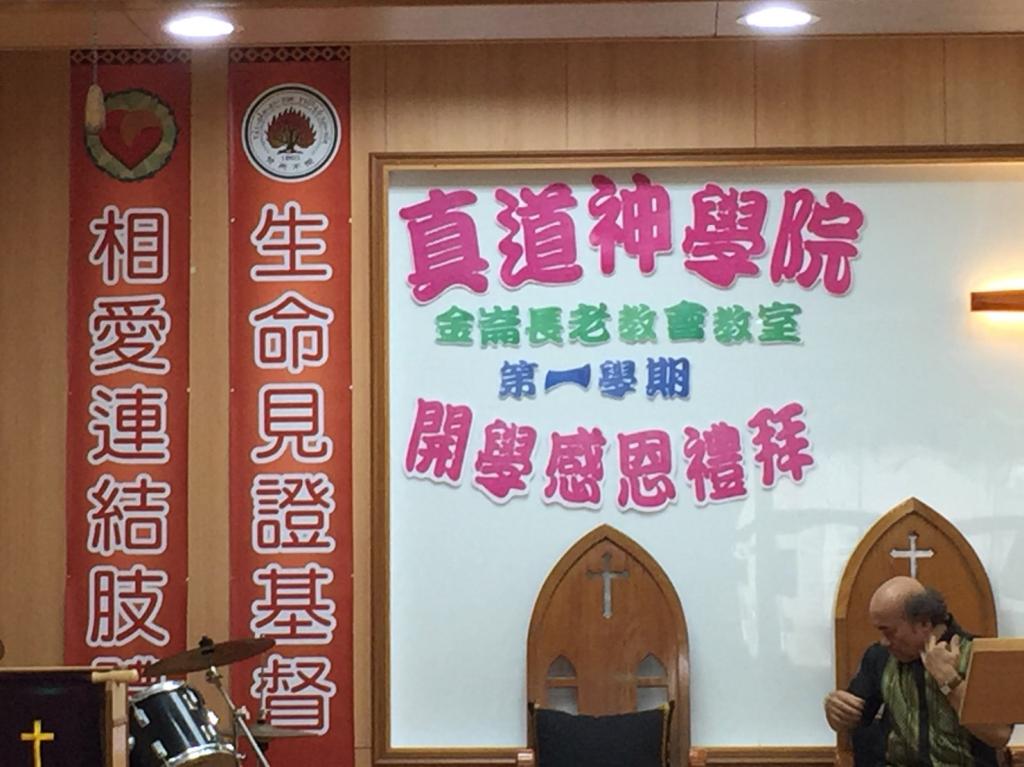 真道神學院
金崙長老教會教室
第一學期
開學感恩禮拜
生命見證基督
相愛連結肢體